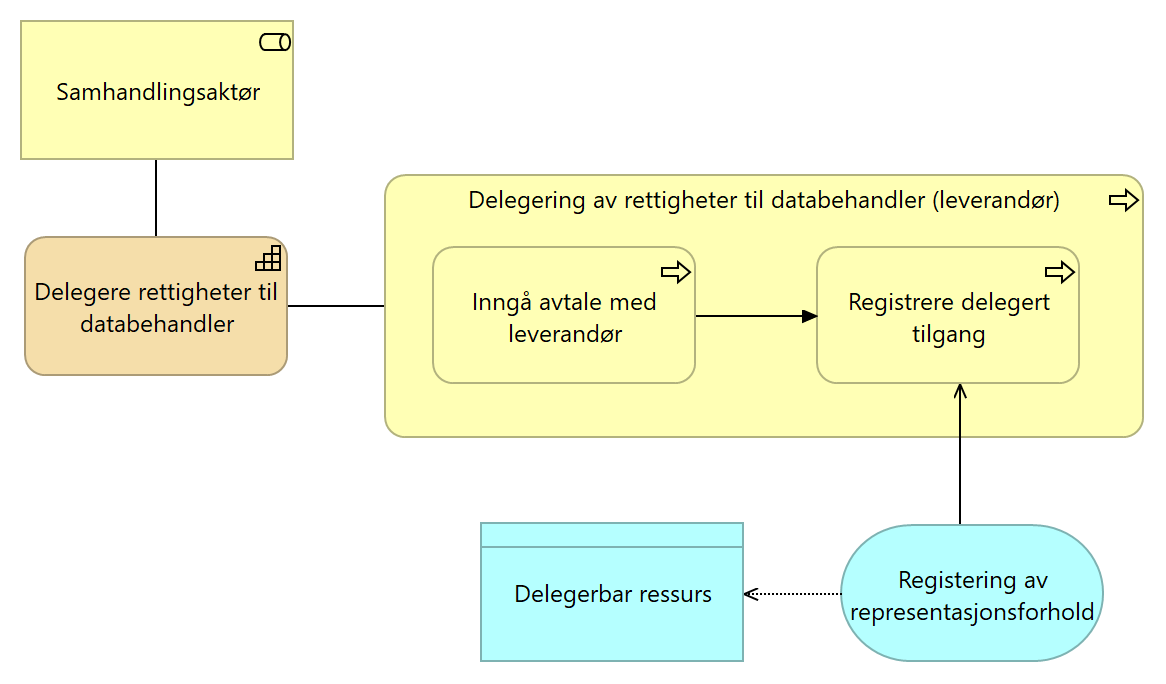 Samhandlingsaktør
Delegere rettigheter til
databehandler
Delegering av rettigheter til databehandler (leverandør)
Inngå avtale med
leverandør
Registrere delegert
tilgang
Delegerbar ressurs
Registering av
representasjonsforhold